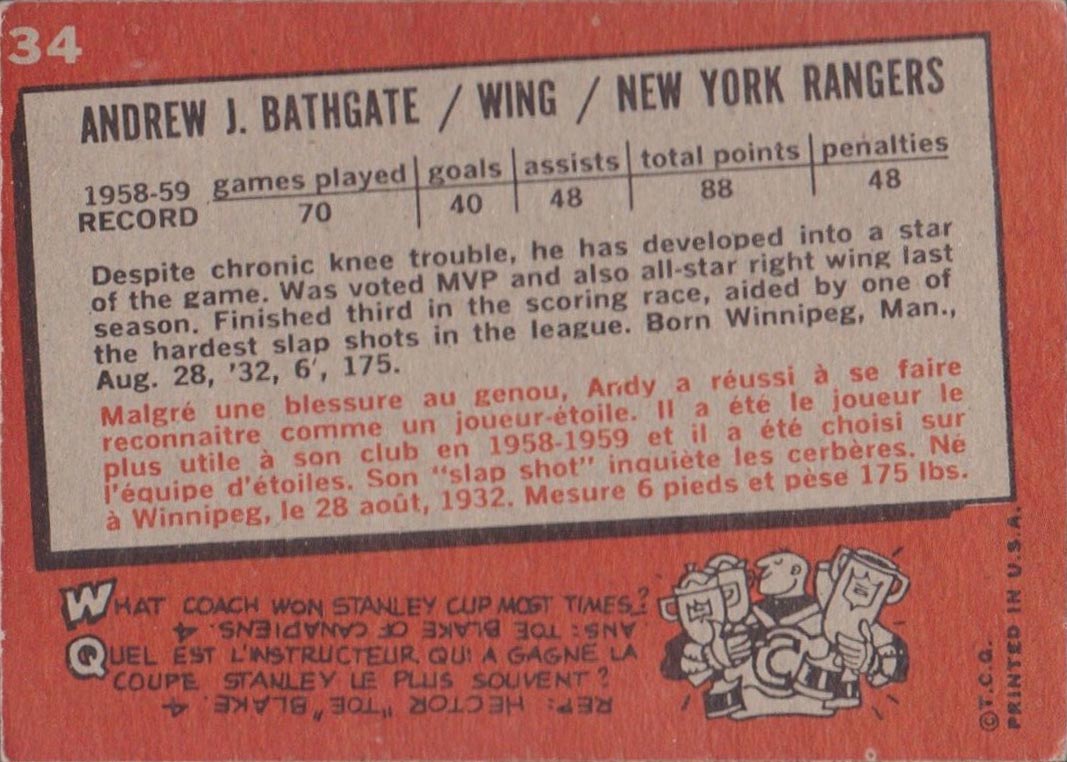 34
ANDREW J. BATHGATE / WING / NEW YORK RANGERS
1958-59 RECORD | games played | goals | assists | total points | penalties
70 | 40 | 48 | 88 | 48
Despite chronic knee trouble, he has developed into a star
of the game. Was voted MVP and also all-star right wing last
season. Finished third in the scoring race, aided by one of
the hardest slap shots in the league. Born Winnipeg, Man.,
Aug. 28, '32, 6', 175.
Malgré une blessure au genou, Andy a réussi à se faire
reconnaitre comme un joueur-étoile. Il a été le joueur le
plus utile à son club en 1958-1959 et il a été choisi sur
l'équipe d'étoiles. Son "slap shot" inquiète les cerbères. Né
à Winnipeg, le 28 août, 1932. Mesure 6 pieds et pèse 175 lbs.
WHAT COACH WON STANLEY CUP MOST TIMES?
ANS: TOE BLAKE OF CANADIENS. 4
QUEL EST L'INSTRUCTEUR QUI A GAGNÉ LA
COUPE STANLEY LE PLUS SOUVENT?
REP: HECTOR "TOE" BLAKE. 4
C
©T.C.G.
PRINTED IN U.S.A.